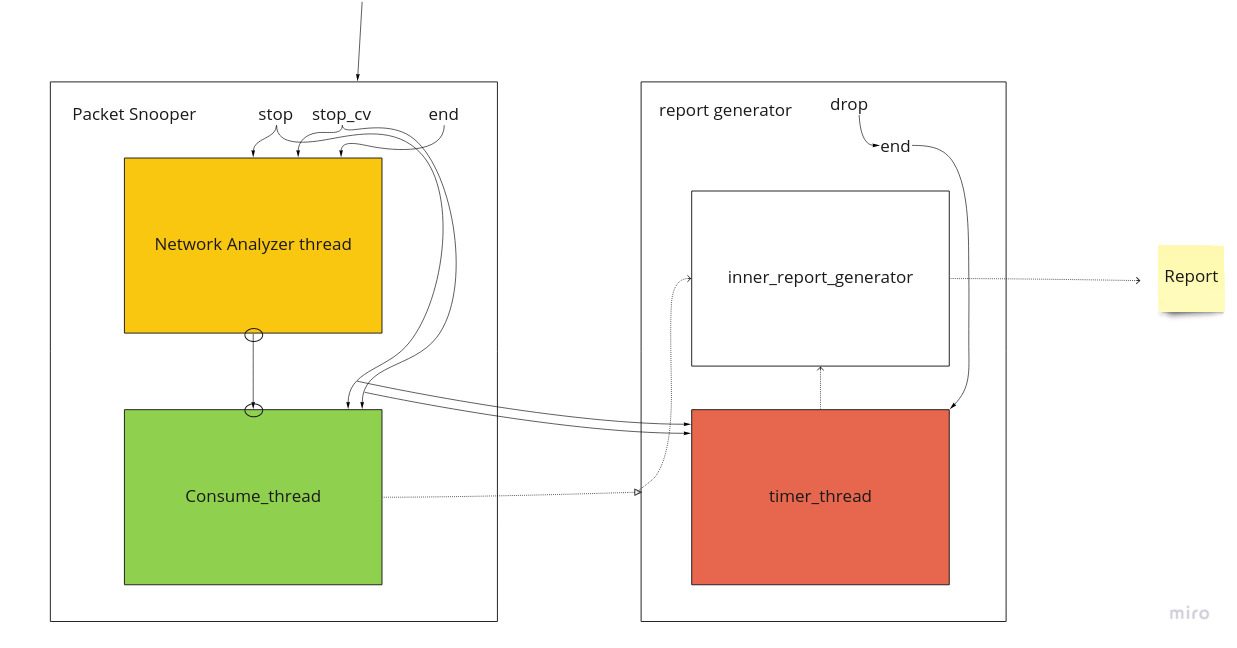 Packet Snooper
stop
stop_cv
end
Network Analyzer thread
Consume_thread
report generator
drop
end
inner_report_generator
timer_thread
Report
miro